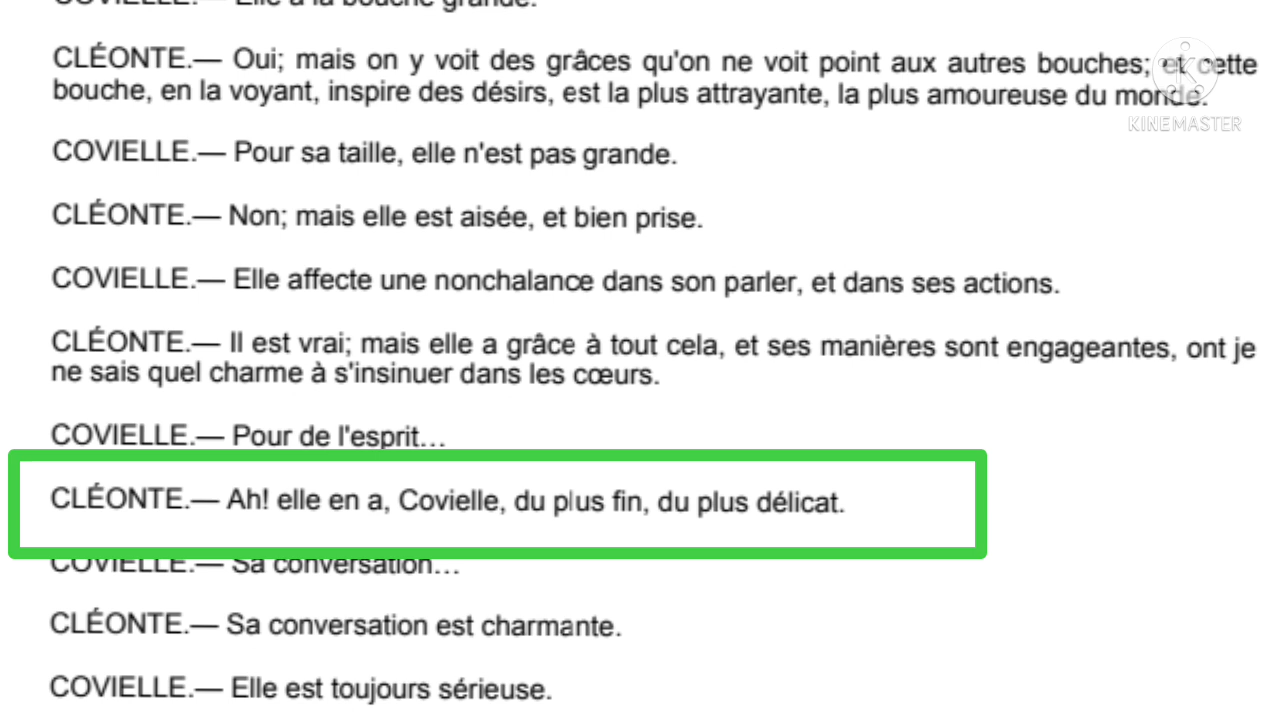 COVIELLE.— Elle a la bouche grande.
CLÉONTE.— Oui; mais on y voit des grâces qu'on ne voit point aux autres bouches; et cette
bouche, en la voyant, inspire des désirs, est la plus attrayante, la plus amoureuse du monde.
KINEMASTER
COVIELLE.— Pour sa taille, elle n'est pas grande.
CLÉONTE.— Non; mais elle est aisée, et bien prise.
COVIELLE.— Elle affecte une nonchalance dans son parler, et dans ses actions.
CLÉONTE.— Il est vrai; mais elle a grâce à tout cela, et ses manières sont engageantes, ont je
ne sais quel charme à s'insinuer dans les cœurs.
COVIELLE.— Pour de l'esprit…
CLÉONTE.— Ah! elle en a, Covielle, du plus fin, du plus délicat.
COVIELLE.— Sa conversation…
CLÉONTE.— Sa conversation est charmante.
COVIELLE.— Elle est toujours sérieuse.